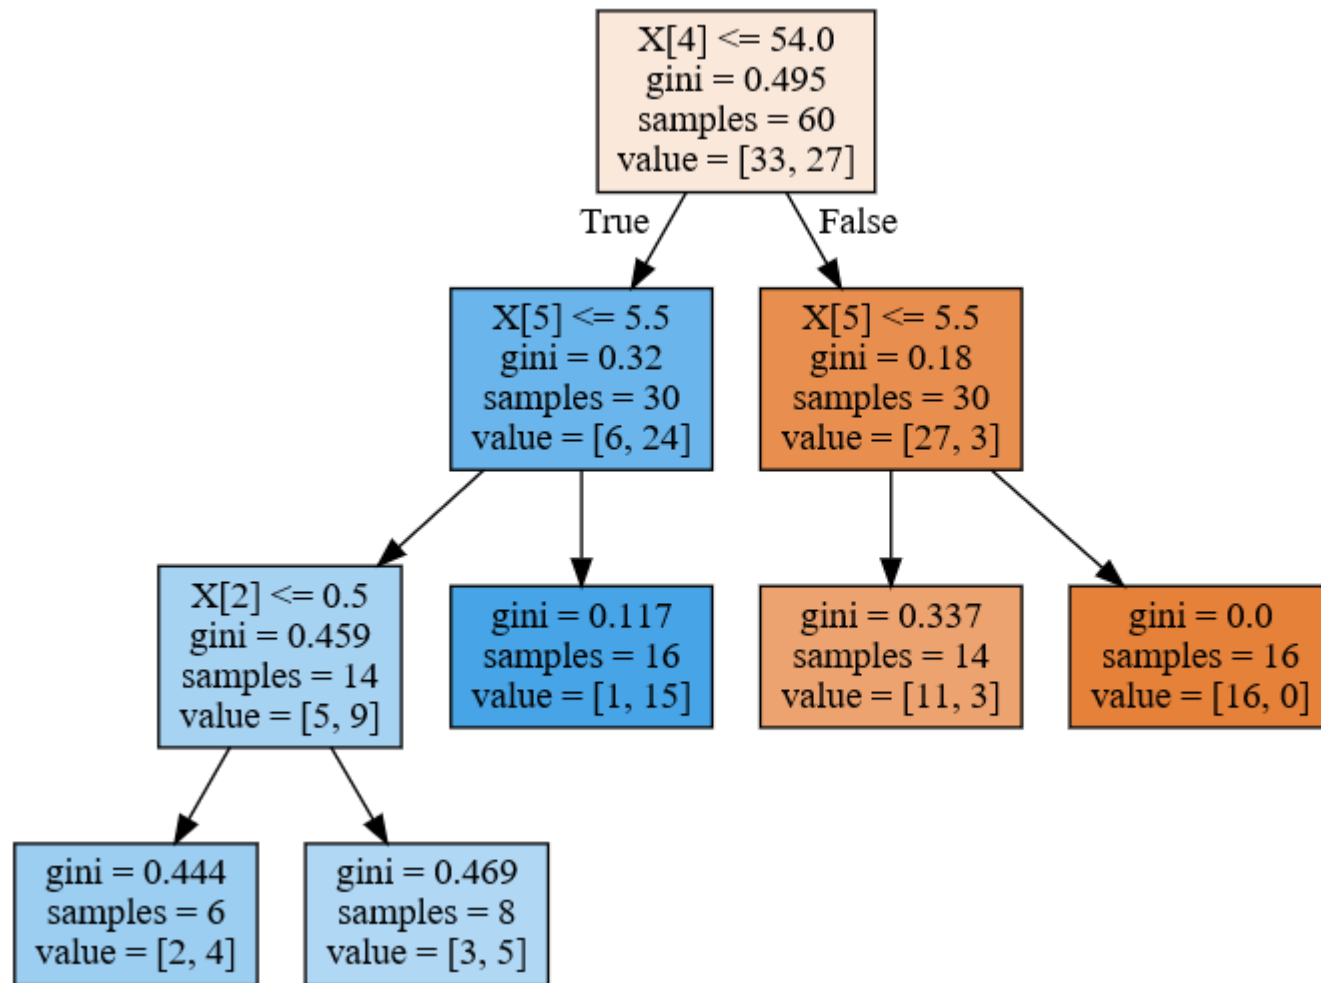 X[4] <= 54.0
gini = 0.495
samples = 60
value = [33, 27]
True
False
X[5] <= 5.5
gini = 0.32
samples = 30
value = [6, 24]
X[5] <= 5.5
gini = 0.18
samples = 30
value = [27, 3]
X[2] <= 0.5
gini = 0.459
samples = 14
value = [5, 9]
gini = 0.117
samples = 16
value = [1, 15]
gini = 0.337
samples = 14
value = [11, 3]
gini = 0.0
samples = 16
value = [16, 0]
gini = 0.444
samples = 6
value = [2, 4]
gini = 0.469
samples = 8
value = [3, 5]